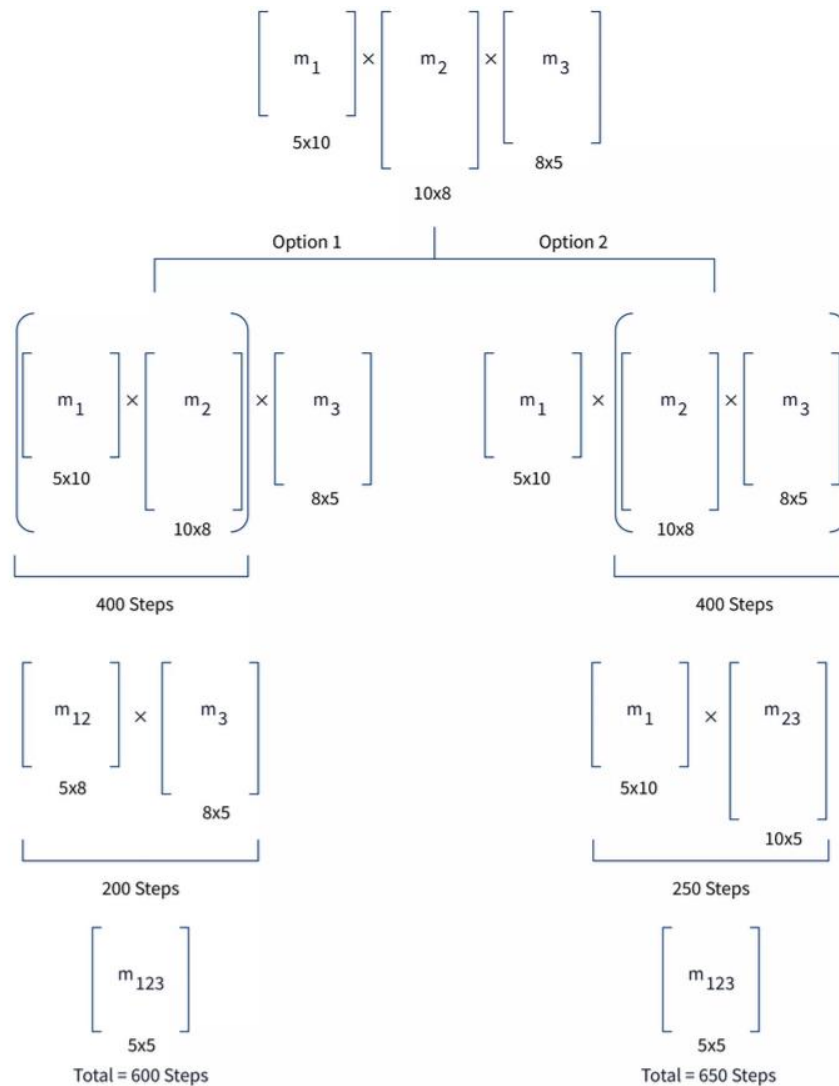 m1 × m2 × m3
5x10
8x5
10x8
Option 1 Option 2
m1 × m2 × m3 m1 × m2 × m3
5x10 5x10
8x5 8x5
10x8 10x8
400 Steps 400 Steps
m12 × m3 m1 × m23
5x8 5x10
8x5 10x5
200 Steps 250 Steps
m123 m123
5x5 5x5
Total = 600 Steps Total = 650 Steps